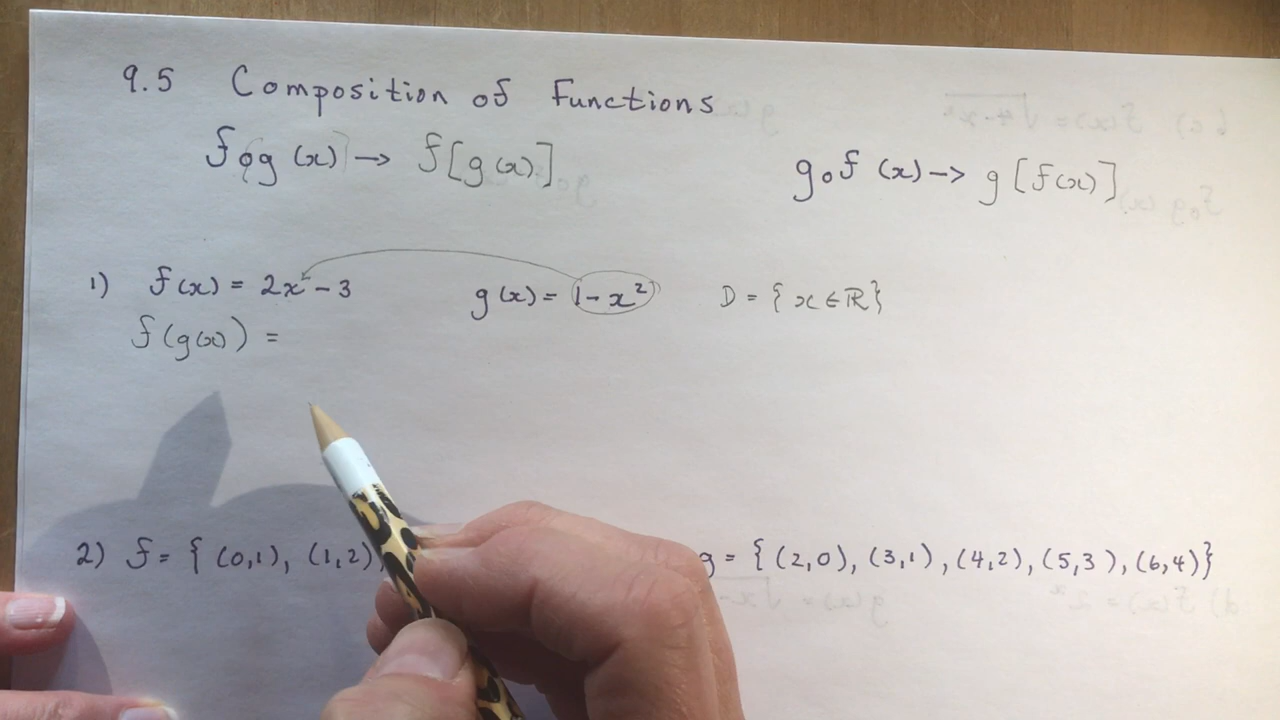 9.5 Composition of Functions
f∘g (x) → f[g(x)] g∘f (x) → g[f(x)]
1) f(x) = 2x - 3 g(x) = 1 - x² D = {x ∈ ℝ}
f(g(x)) =
2) f = { (0,1), (1,2) g = { (2,0), (3,1), (4,2), (5,3), (6,4)}